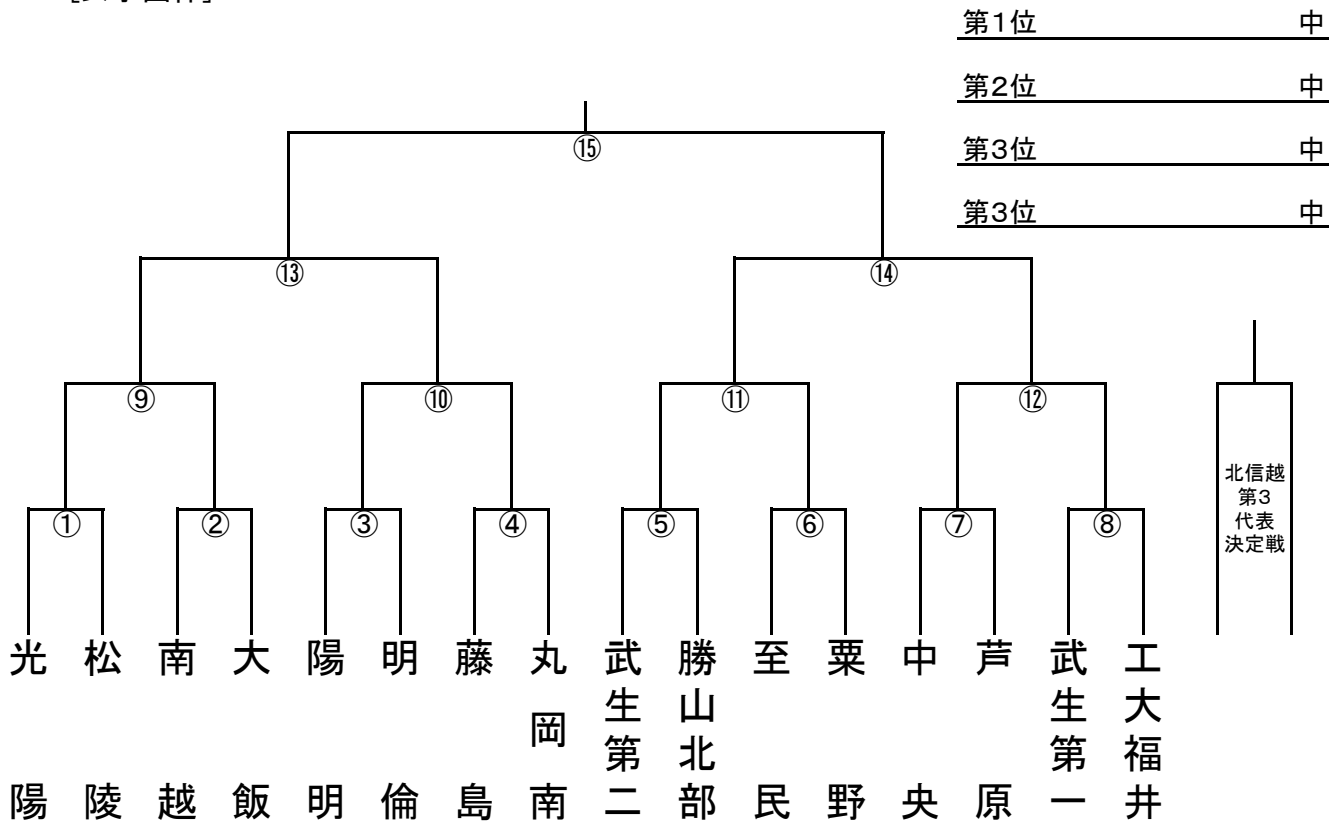 第1位 中
第2位 中
第3位 中
第3位 中
⑮
⑬ ⑭
⑨ ⑩ ⑪ ⑫
① ② ③ ④ ⑤ ⑥ ⑦ ⑧
北信越
第3
代表
決定戦
光陽
松陵
南越
大飯
陽明
明倫
藤島
丸岡南
武生第二
勝山北部
至民
粟野
中央
芦原
武生第一
工大福井